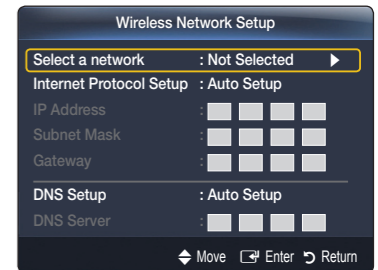 Wireless Network Setup
Select a network : Not Selected ▶
Internet Protocol Setup : Auto Setup
IP Address :
Subnet Mask :
Gateway :
DNS Setup : Auto Setup
DNS Server :
Move Enter Return